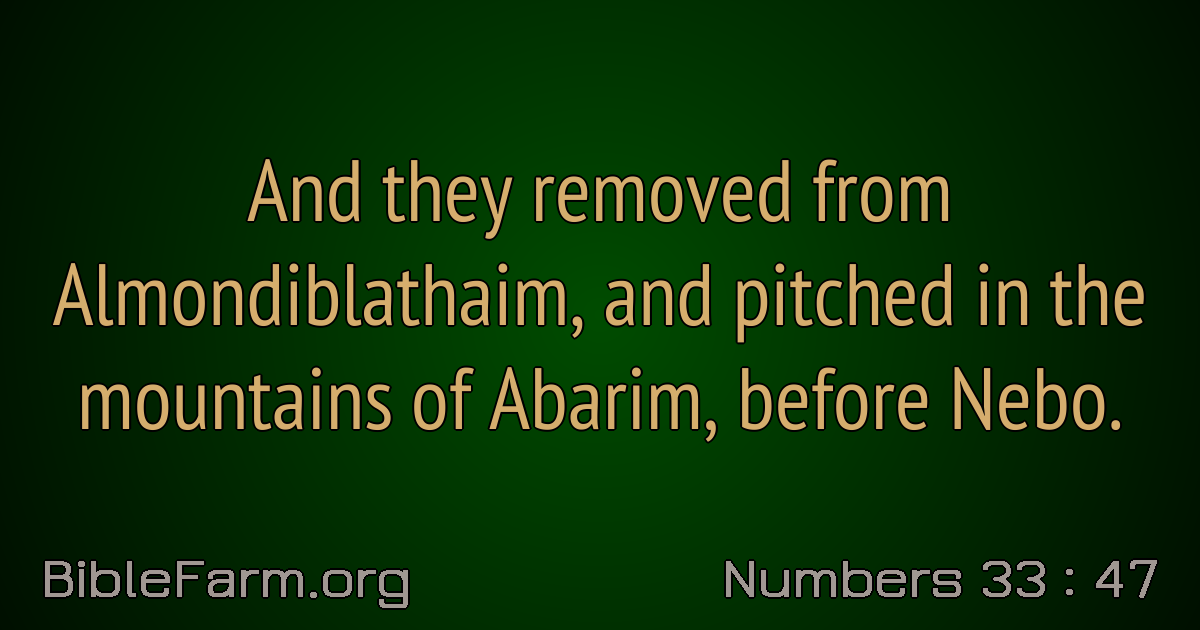 And they removed from
Almondiblathaim, and pitched in the
mountains of Abarim, before Nebo.
BibleFarm.org
Numbers 33 : 47